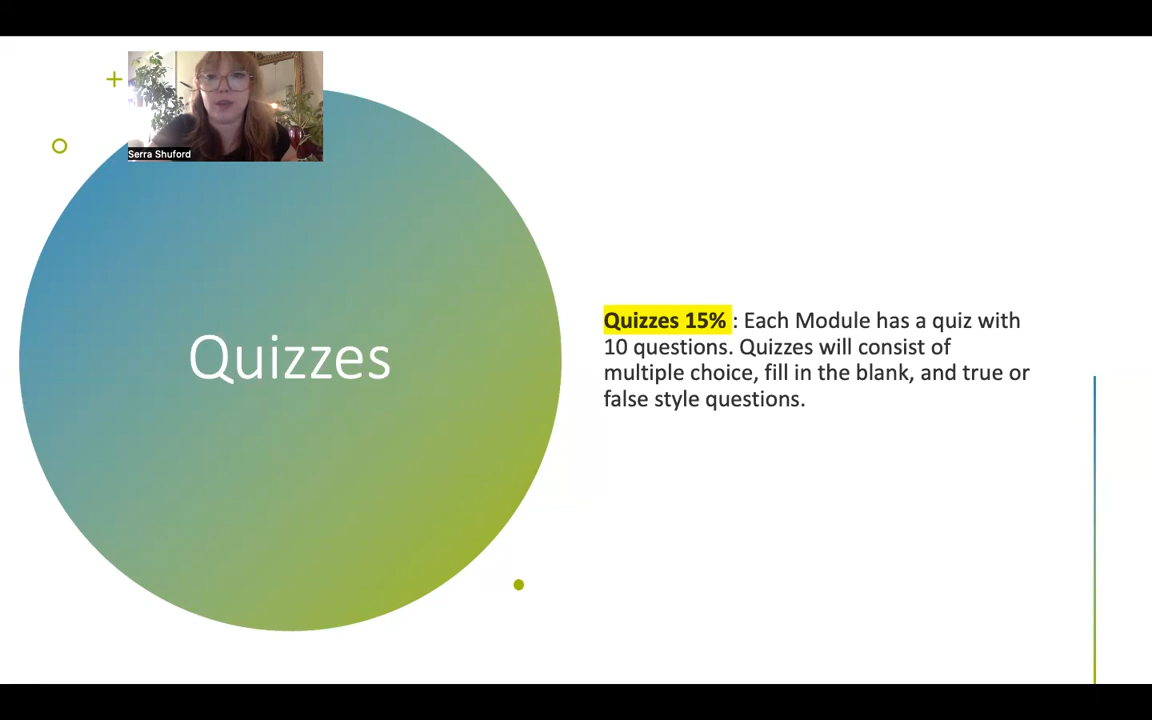 Serra Shuford
Quizzes
Quizzes 15% : Each Module has a quiz with
10 questions. Quizzes will consist of
multiple choice, fill in the blank, and true or
false style questions.